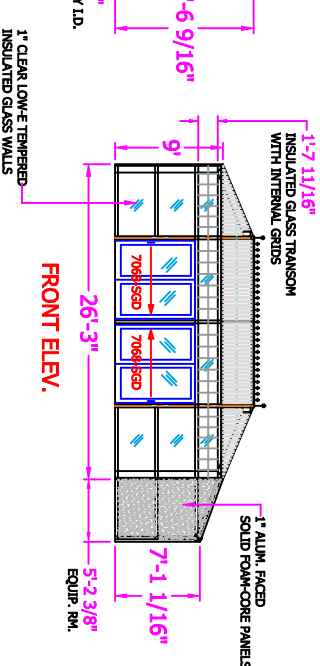 Y I.D.
'-6 9/16"
1" CLEAR LOW-E TEMPERED
INSULATED GLASS WALLS
1'-7 11/16"
INSULATED GLASS TRANSOM
WITH INTERNAL GRIDS
9'
7068-SGD
7068-SGD
26'-3"
FRONT ELEV.
1" ALUM. FACED
SOLID FOAM-CORE PANELS
7'-1 1/16"
5'-2 3/8"
EQUIP. RM.